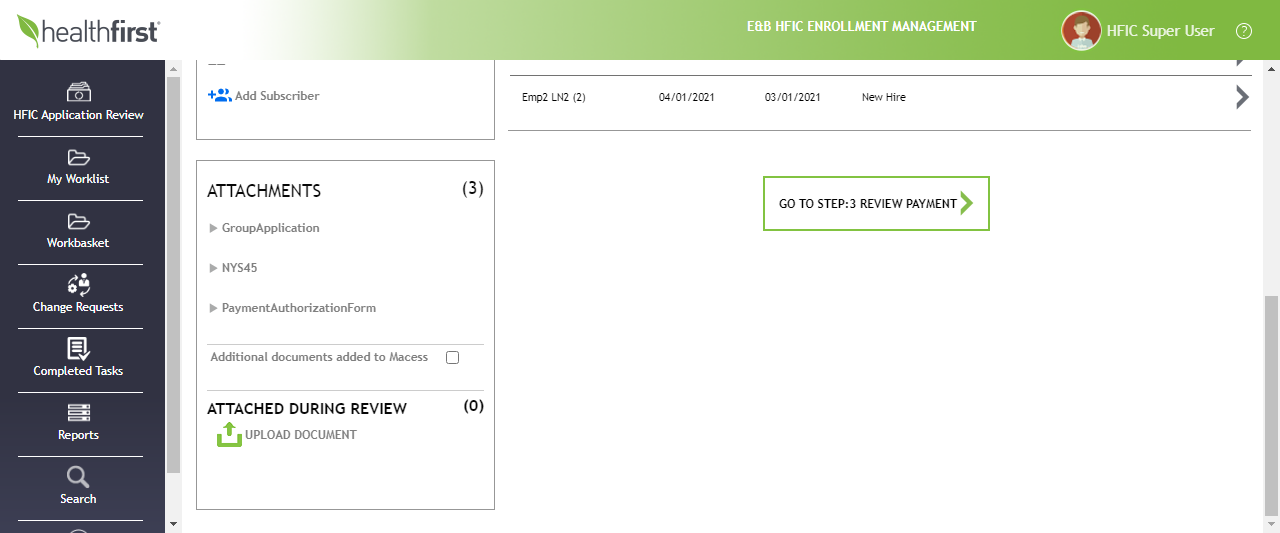 healthfirst®
E&B HFIC ENROLLMENT MANAGEMENT
HFIC Super User
?
HFIC Application Review
My Worklist
Workbasket
Change Requests
Completed Tasks
Reports
Search
Add Subscriber
ATTACHMENTS (3)
GroupApplication
NYS45
PaymentAuthorizationForm
Additional documents added to Macess
ATTACHED DURING REVIEW (0)
UPLOAD DOCUMENT
Emp2 LN2 (2) 04/01/2021 03/01/2021 New Hire
GO TO STEP:3 REVIEW PAYMENT